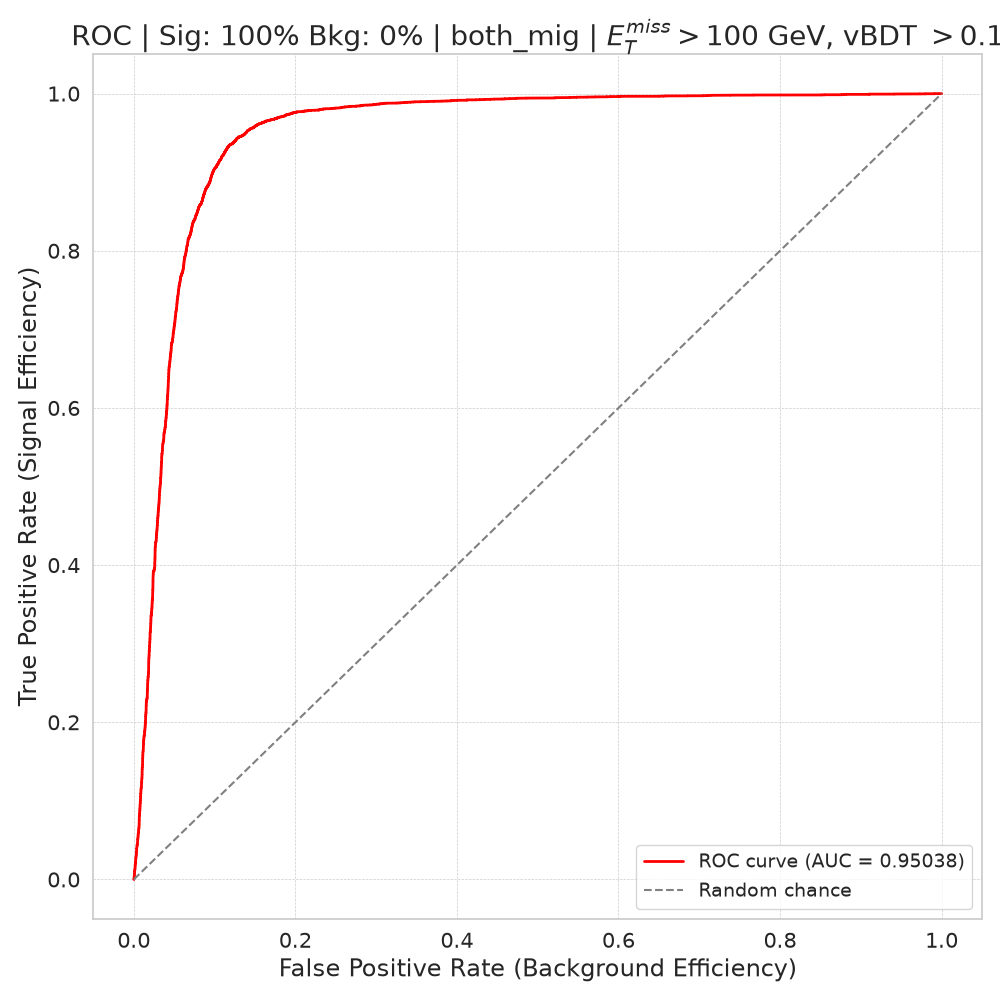 ROC | Sig: 100% Bkg: 0% | both_mig | $E_T^{miss}$ > 100 GeV, vBDT > 0.1
1.0
0.8
0.6
0.4
0.2
0.0
True Positive Rate (Signal Efficiency)
ROC curve (AUC = 0.95038)
Random chance
0.0 0.2 0.4 0.6 0.8 1.0
False Positive Rate (Background Efficiency)